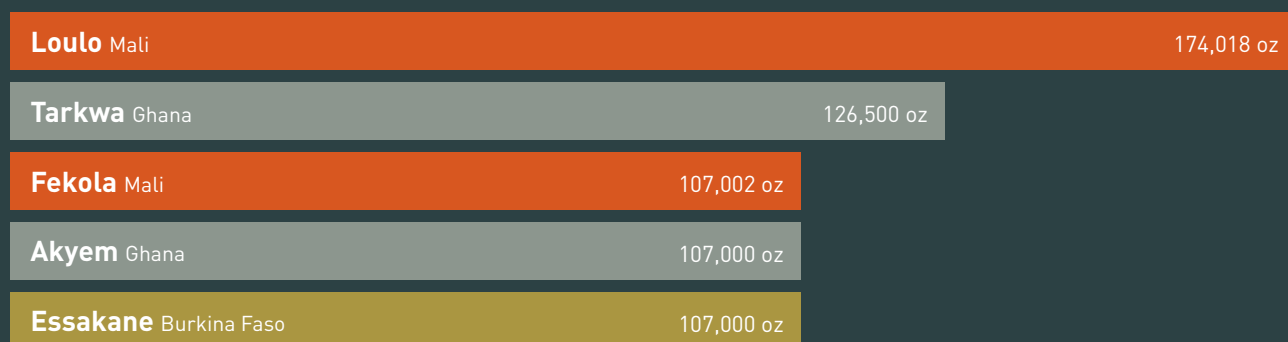 Loulo Mali 174,018 oz
Tarkwa Ghana 126,500 oz
Fekola Mali 107,002 oz
Akyem Ghana 107,000 oz
Essakane Burkina Faso 107,000 oz